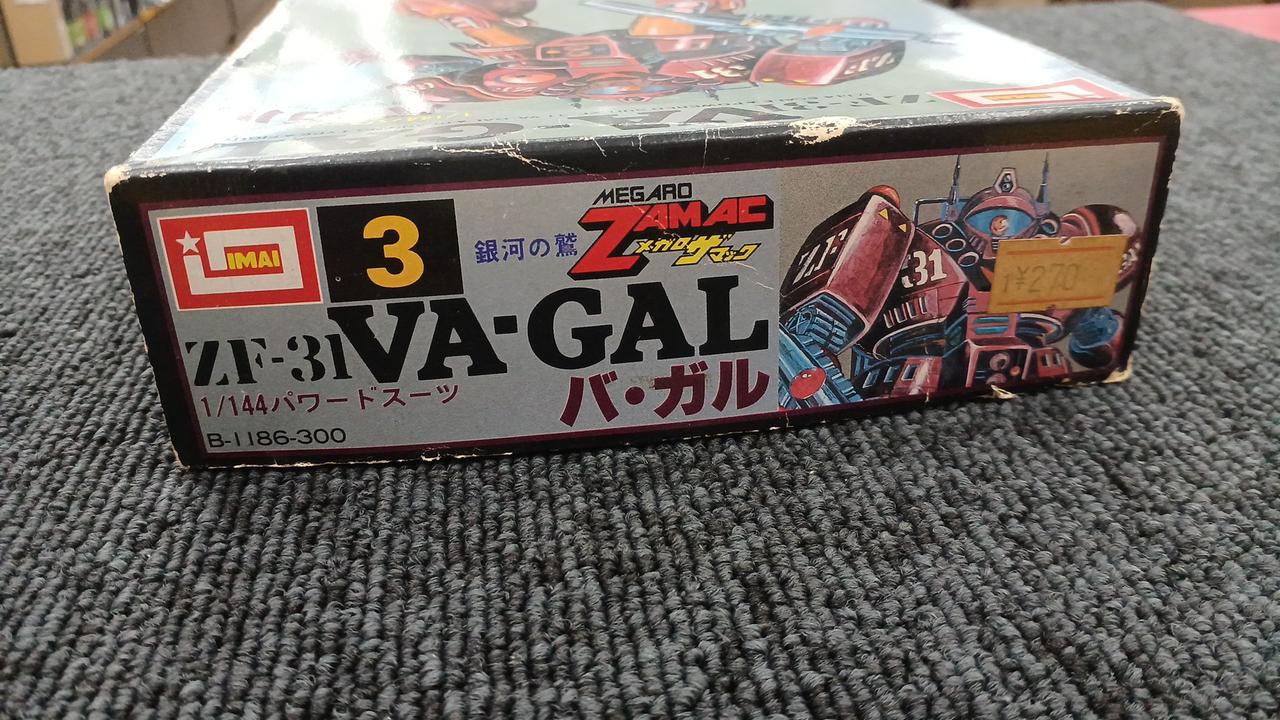 IMAI
3
銀河の鷲
MEGARO
ZAMAC
メガロザマック
ZF-31 VA-GAL
1/144パワードスーツ
バ・ガル
B-1186-300
ZF
31
¥270